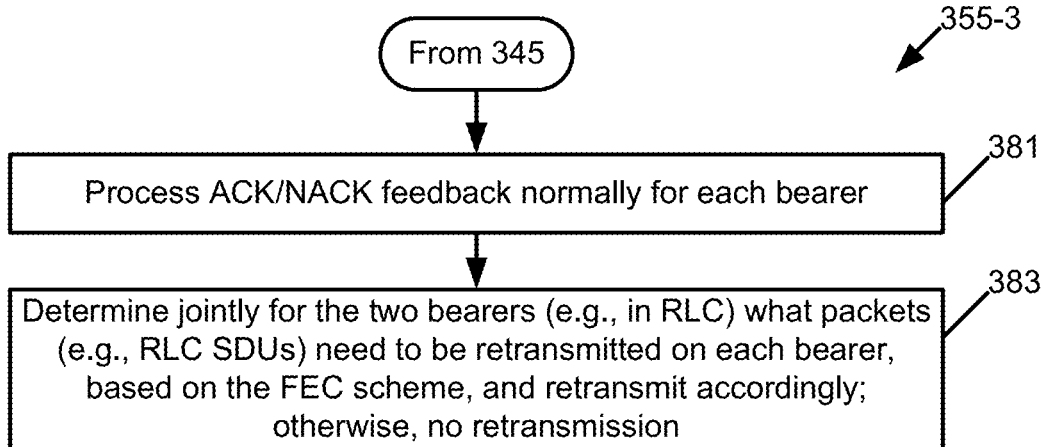 355-3
From 345
381
Process ACK/NACK feedback normally for each bearer
383
Determine jointly for the two bearers (e.g., in RLC) what packets
(e.g., RLC SDUs) need to be retransmitted on each bearer,
based on the FEC scheme, and retransmit accordingly;
otherwise, no retransmission